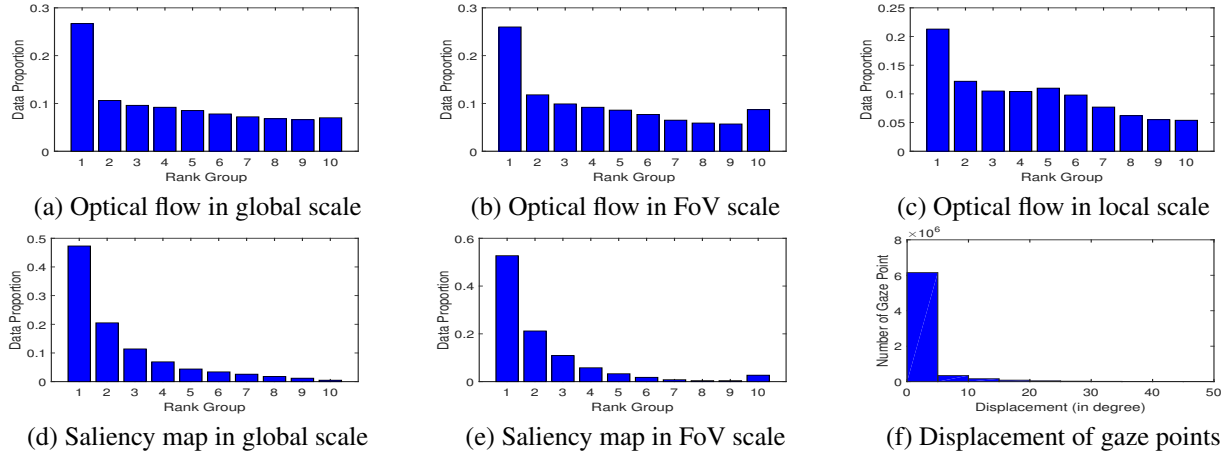 0.3
0.2
0.1
0
Data Proportion
1 2 3 4 5 6 7 8 9 10
Rank Group
(a) Optical flow in global scale
0.3
0.2
0.1
0
Data Proportion
1 2 3 4 5 6 7 8 9 10
Rank Group
(b) Optical flow in FoV scale
0.25
0.2
0.15
0.1
0.05
0
Data Proportion
1 2 3 4 5 6 7 8 9 10
Rank Group
(c) Optical flow in local scale
0.5
0.4
0.3
0.2
0.1
0
Data Proportion
1 2 3 4 5 6 7 8 9 10
Rank Group
(d) Saliency map in global scale
0.6
0.4
0.2
0
Data Proportion
1 2 3 4 5 6 7 8 9 10
Rank Group
(e) Saliency map in FoV scale
×10⁶
8
6
4
2
0
Number of Gaze Point
0 10 20 30 40 50
Displacement (in degree)
(f) Displacement of gaze points